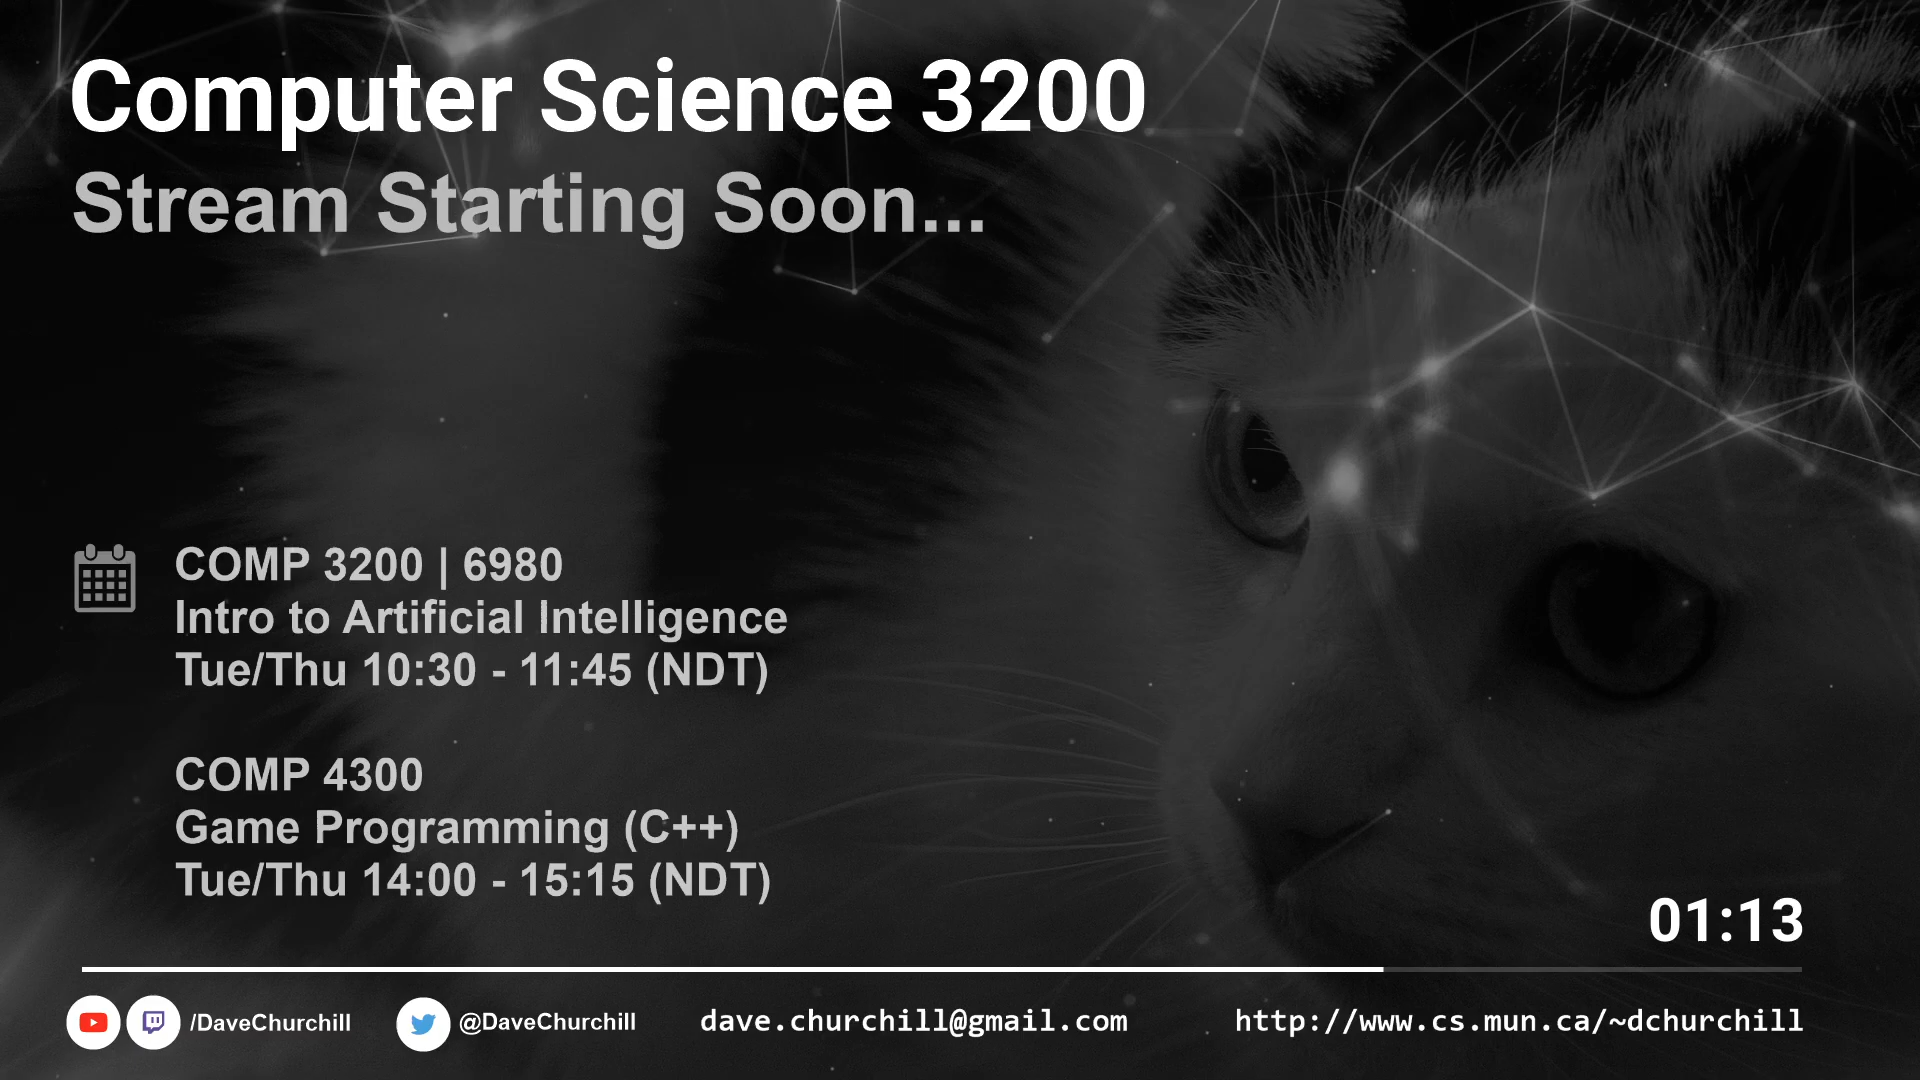 Computer Science 3200
Stream Starting Soon...
COMP 3200 | 6980
Intro to Artificial Intelligence
Tue/Thu 10:30 - 11:45 (NDT)
COMP 4300
Game Programming (C++)
Tue/Thu 14:00 - 15:15 (NDT)
01:13
/DaveChurchill
@DaveChurchill
dave.churchill@gmail.com
http://www.cs.mun.ca/~dchurchill